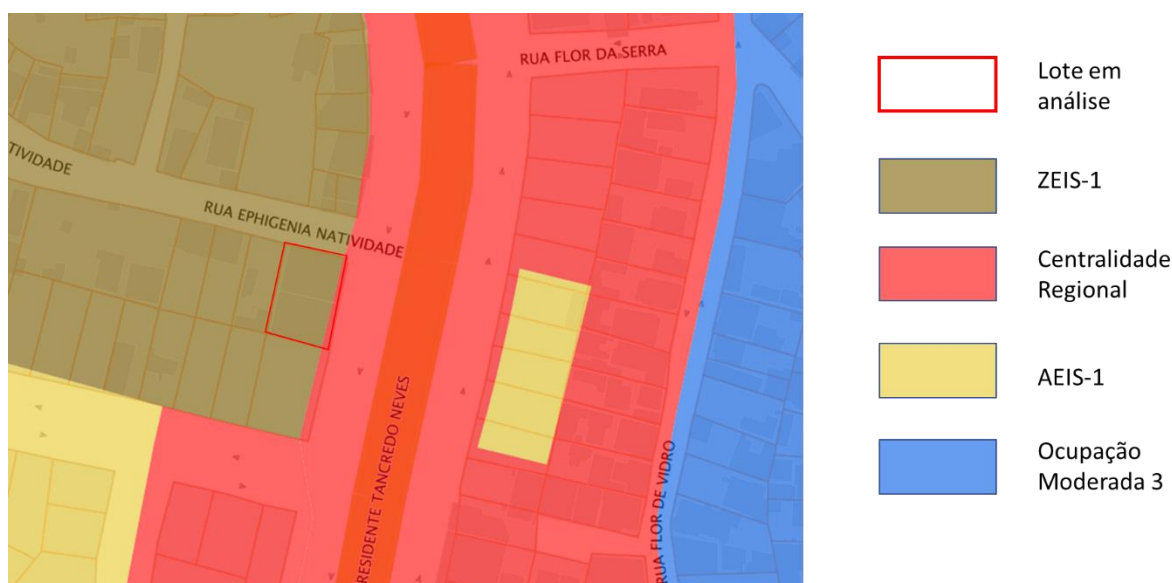 RUA FLOR DA SERRA
TIVIDADE
RUA EPHIGENIA NATIVIDADE
RESIDENTE TANCREDO NEVES
RUA FLOR DE VIDRO
Lote em
análise
ZEIS-1
Centralidade
Regional
AEIS-1
Ocupação
Moderada 3